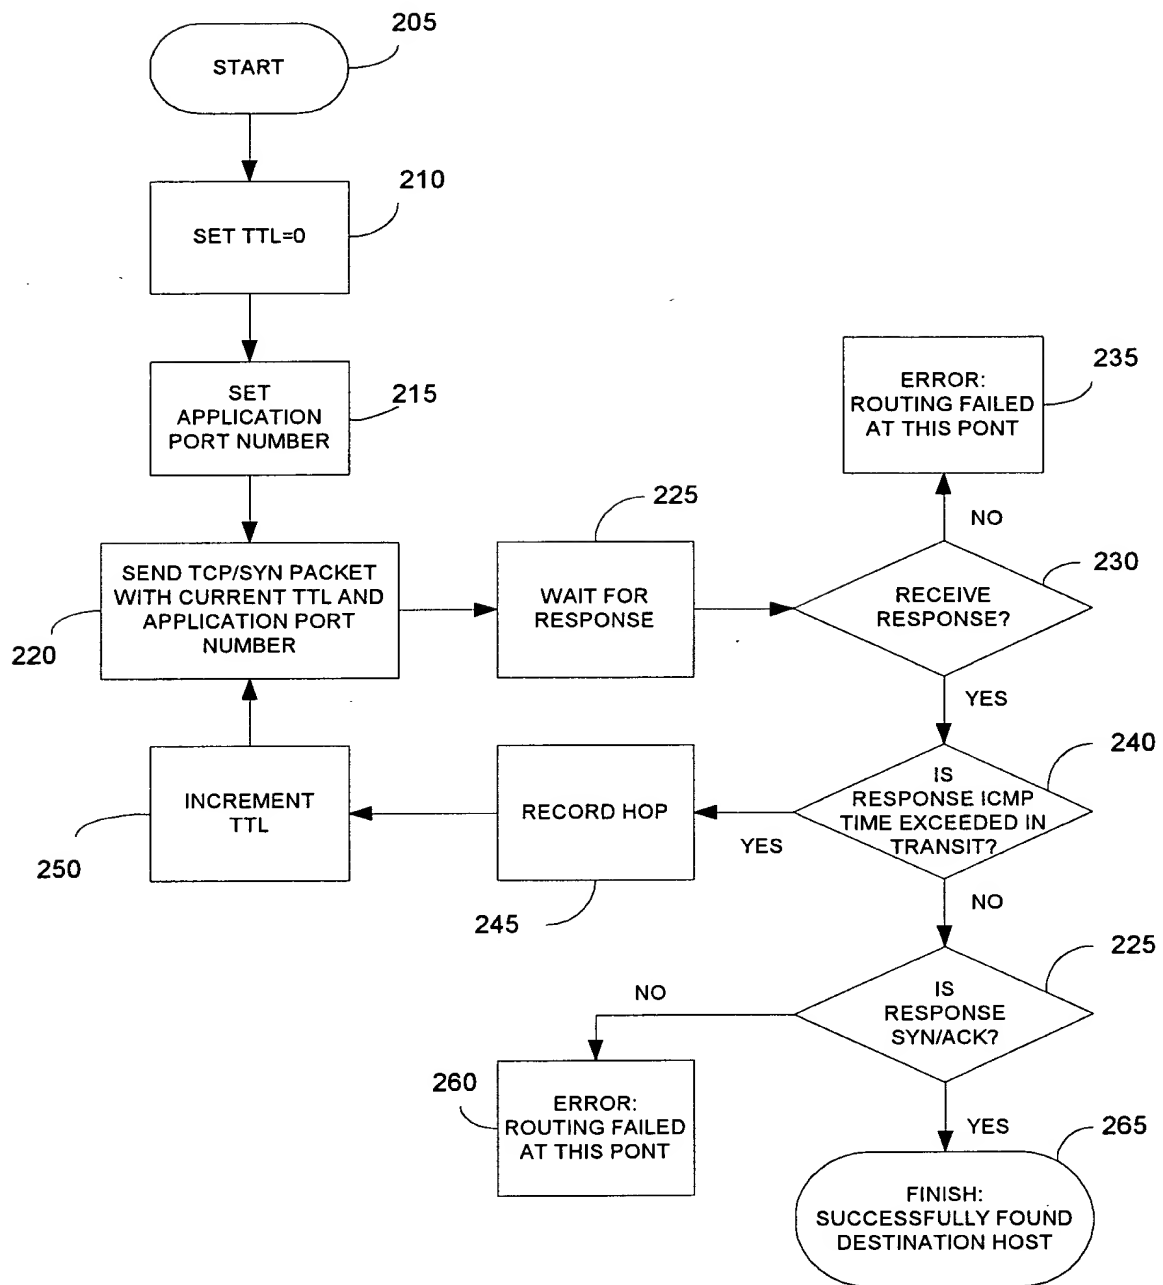 205
START
210
SET TTL=0
215
SET
APPLICATION
PORT NUMBER
235
ERROR:
ROUTING FAILED
AT THIS PONT
NO
220
SEND TCP/SYN PACKET
WITH CURRENT TTL AND
APPLICATION PORT
NUMBER
225
WAIT FOR
RESPONSE
230
RECEIVE
RESPONSE?
YES
240
IS
RESPONSE ICMP
TIME EXCEEDED IN
TRANSIT?
YES
RECORD HOP
245
INCREMENT
TTL
250
NO
225
IS
RESPONSE
SYN/ACK?
NO
260
ERROR:
ROUTING FAILED
AT THIS PONT
YES
265
FINISH:
SUCCESSFULLY FOUND
DESTINATION HOST